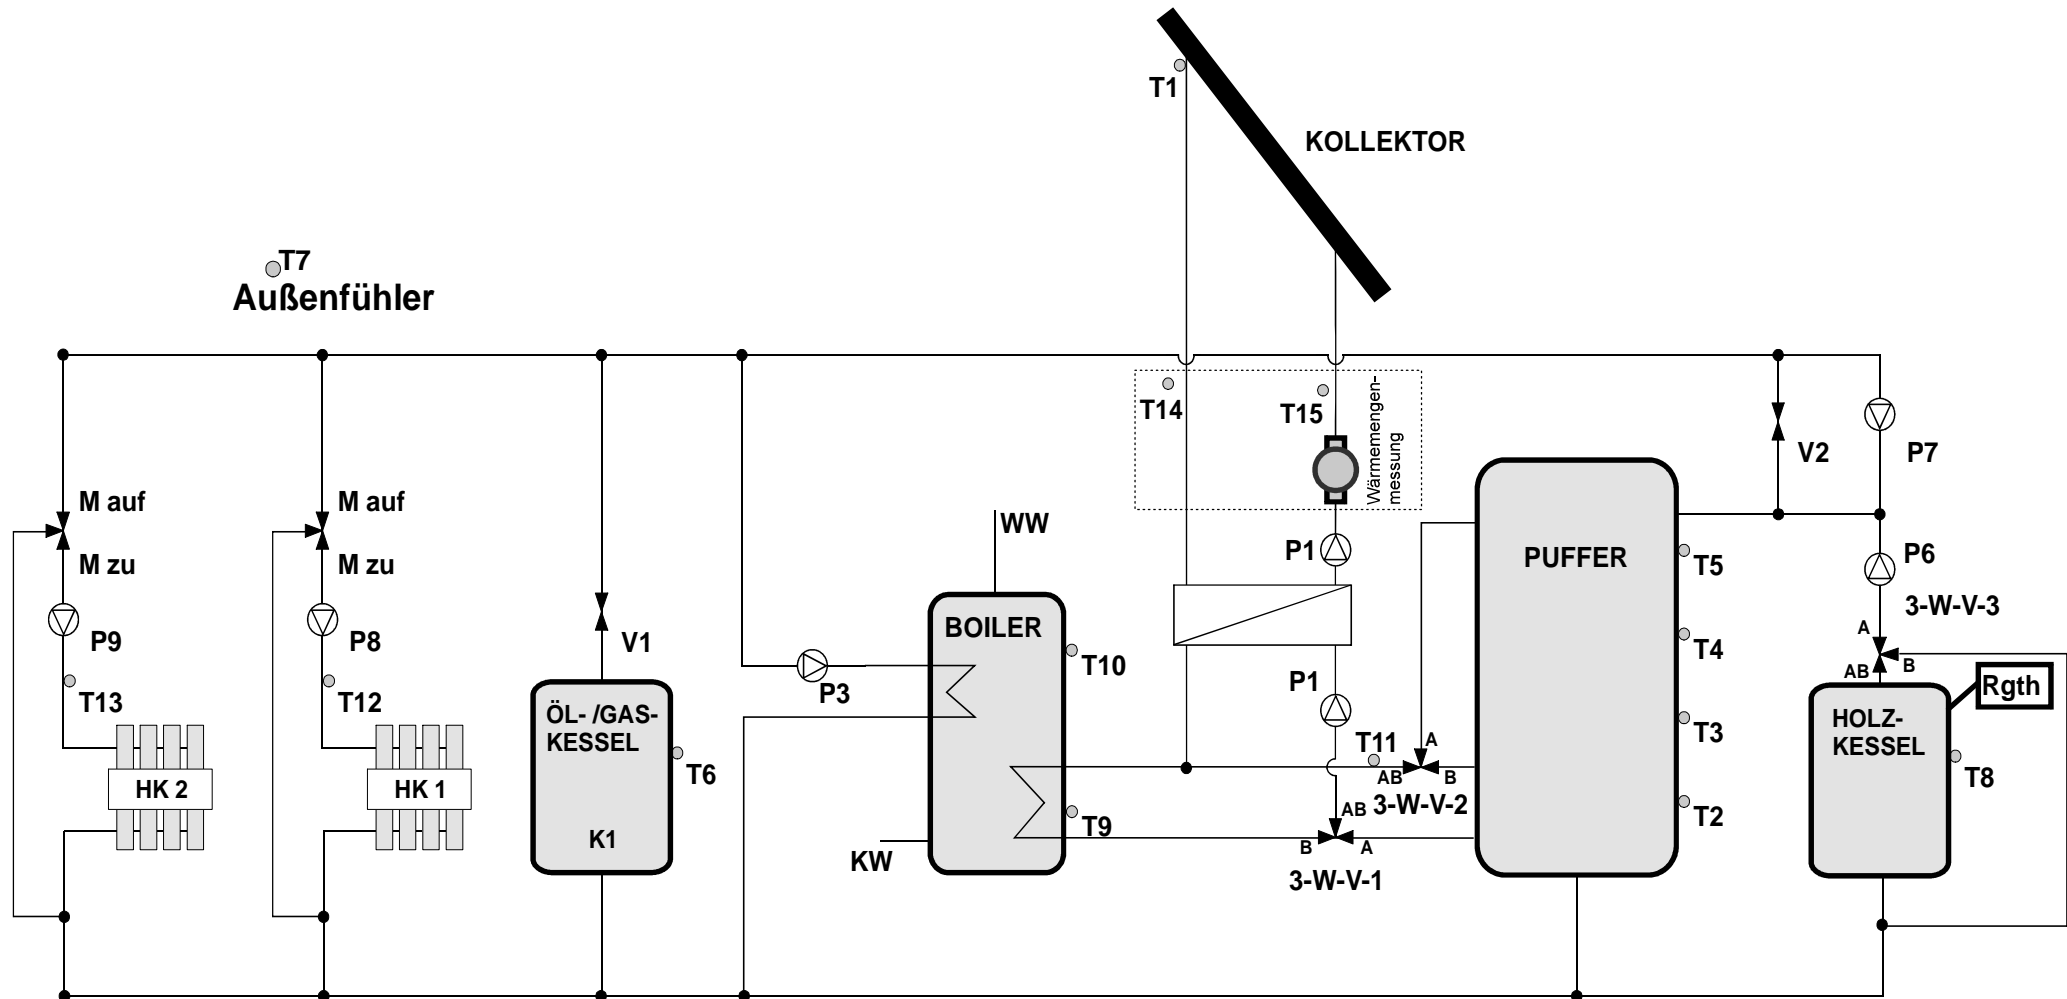 T1
KOLLEKTOR
T7
Außenfühler
T14
T15
Wärmemengen-
messung
V2
P7
M auf
M auf
WW
P1
PUFFER
T5
P6
M zu
M zu
3-W-V-3
A
B
AB
P9
P8
V1
BOILER
T10
T4
P3
P1
Rgth
T13
T12
ÖL- /GAS-
KESSEL
T6
T11
A
AB
B
3-W-V-2
T3
HOLZ-
KESSEL
T8
HK 2
HK 1
K1
T9
AB
B
A
T2
KW
3-W-V-1